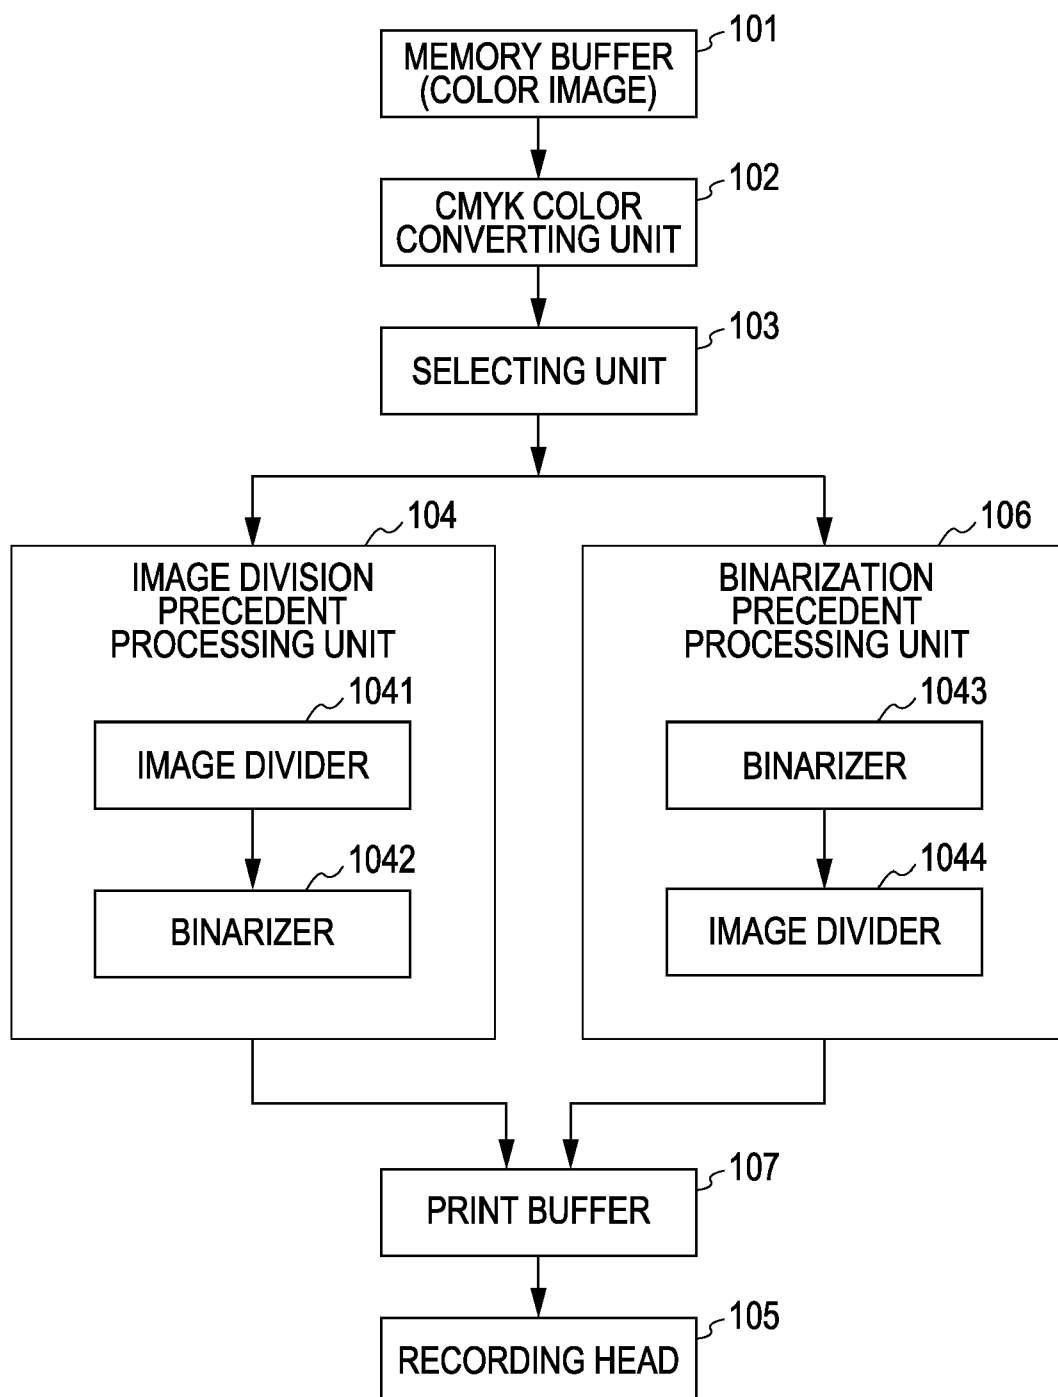 101
MEMORY BUFFER
(COLOR IMAGE)
102
CMYK COLOR
CONVERTING UNIT
103
SELECTING UNIT
104
IMAGE DIVISION
PRECEDENT
PROCESSING UNIT
1041
IMAGE DIVIDER
1042
BINARIZER
106
BINARIZATION
PRECEDENT
PROCESSING UNIT
1043
BINARIZER
1044
IMAGE DIVIDER
107
PRINT BUFFER
105
RECORDING HEAD